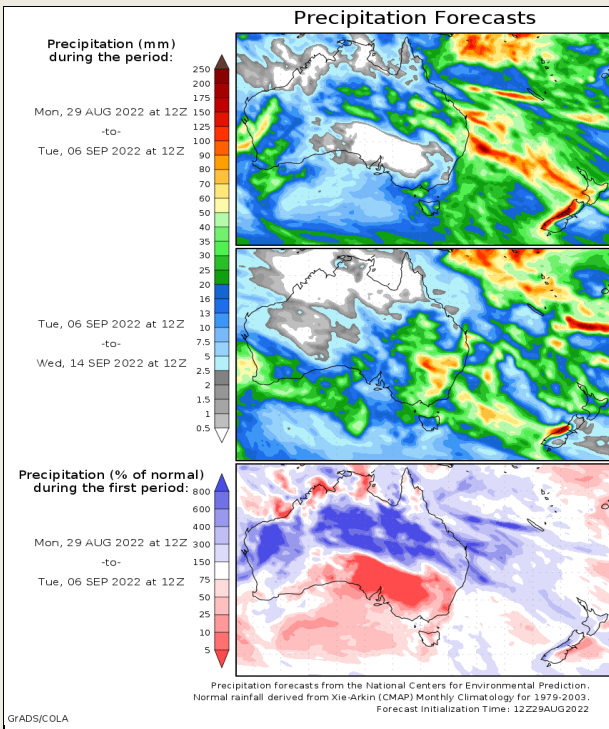 Precipitation Forecasts
Precipitation (mm)
during the period:
Mon, 29 AUG 2022 at 12Z
-to-
Tue, 06 SEP 2022 at 12Z
250
200
175
150
125
100
90
80
70
60
50
40
35
30
25
20
16
13
10
7.5
5
2.5
2
1.5
1
0.5
Tue, 06 SEP 2022 at 12Z
-to-
Wed, 14 SEP 2022 at 12Z
Precipitation (% of normal)
during the first period:
Mon, 29 AUG 2022 at 12Z
-to-
Tue, 06 SEP 2022 at 12Z
800
600
400
300
150
75
50
25
10
5
Precipitation forecasts from the National Centers for Environmental Prediction.
Normal rainfall derived from Xie-Arkin (CMAP) Monthly Climatology for 1979-2003.
Forecast Initialization Time: 12Z29AUG2022
GrADS/COLA